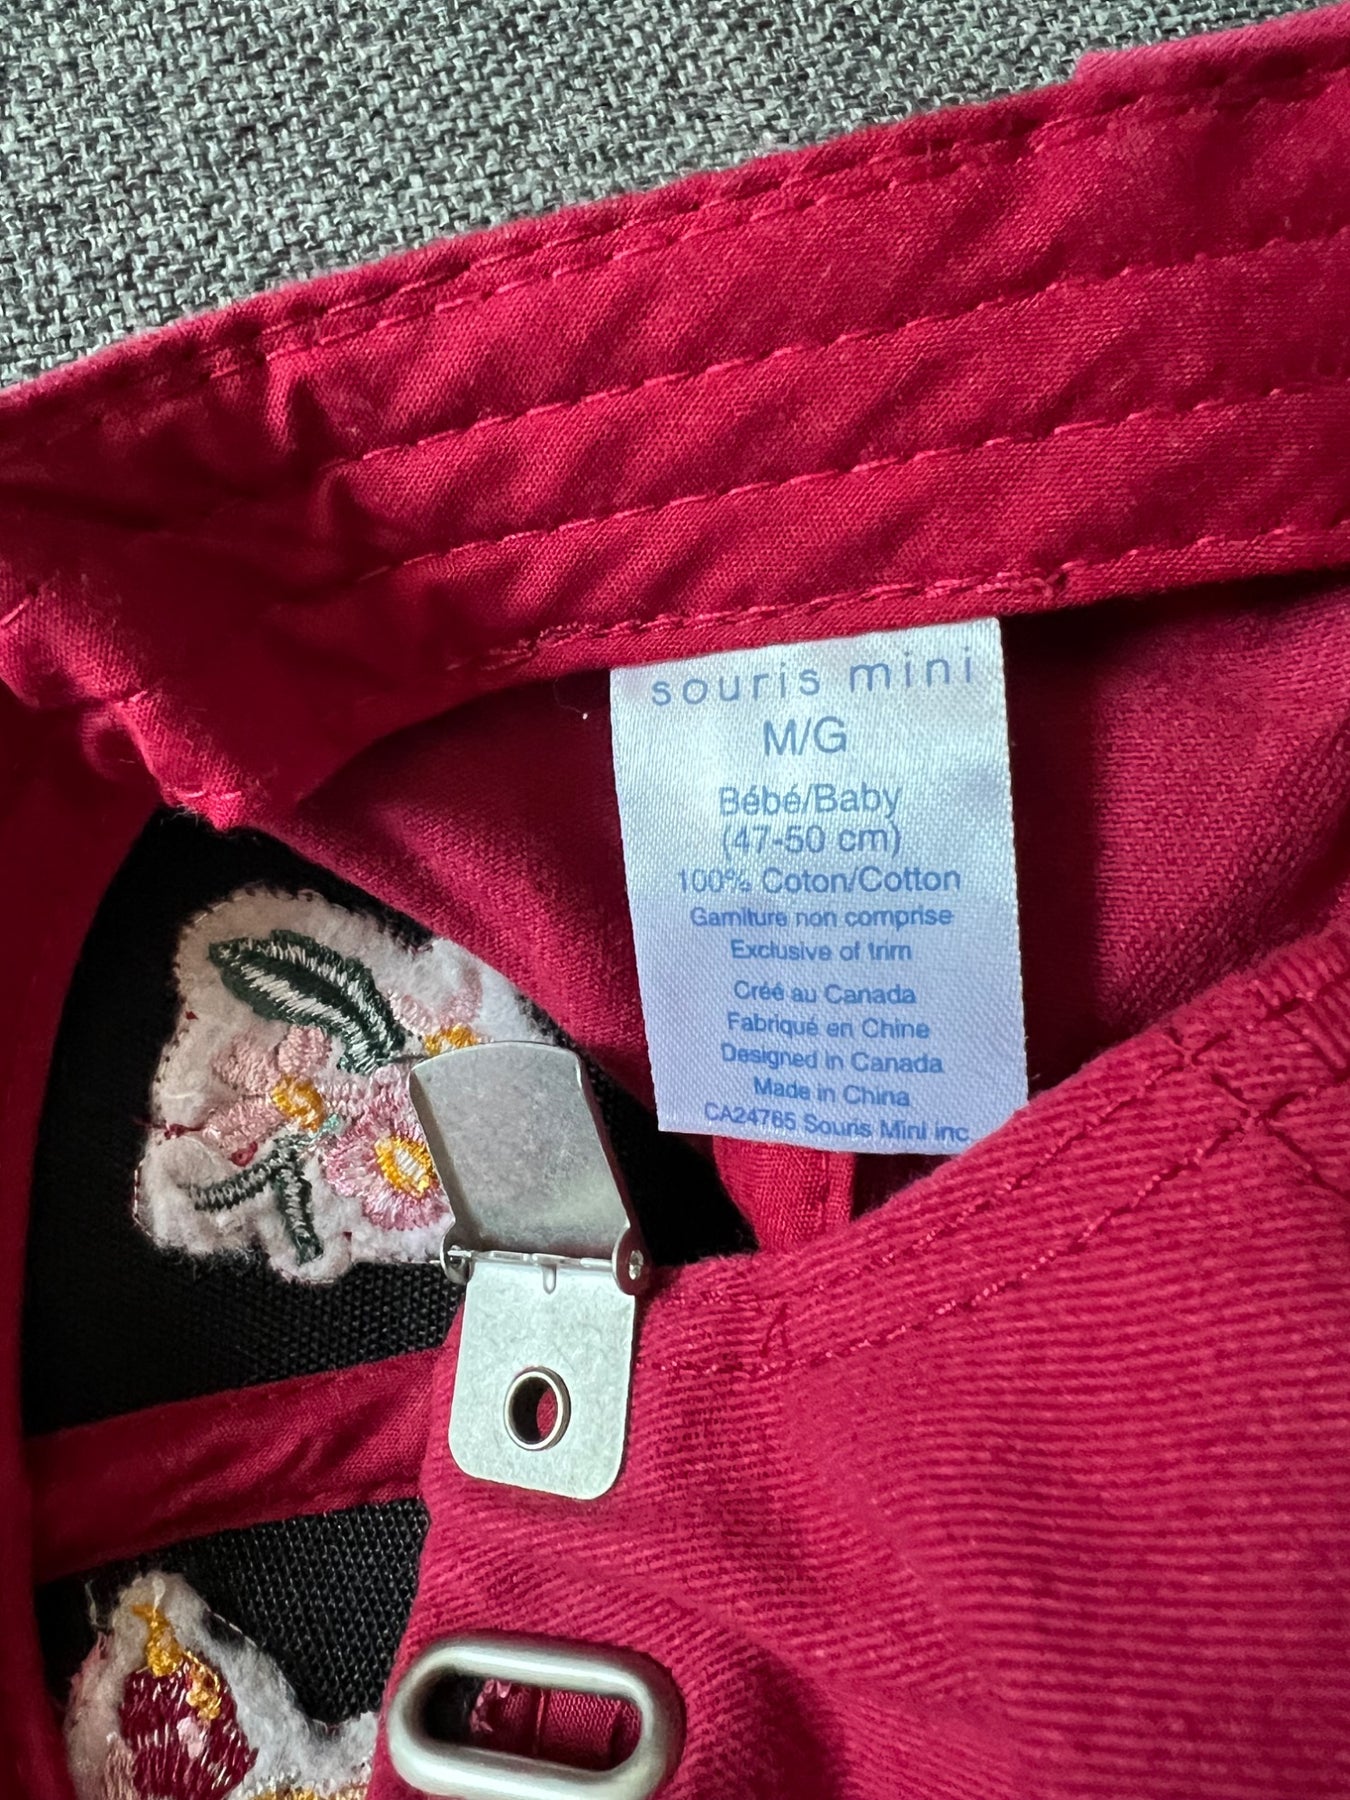 souris mini
M/G
Bébé/Baby
(47-50 cm)
100% Coton/Cotton
Garniture non comprise
Exclusive of trim
Créé au Canada
Fabriqué en Chine
Designed in Canada
Made in China
CA24765 Souris Mini inc